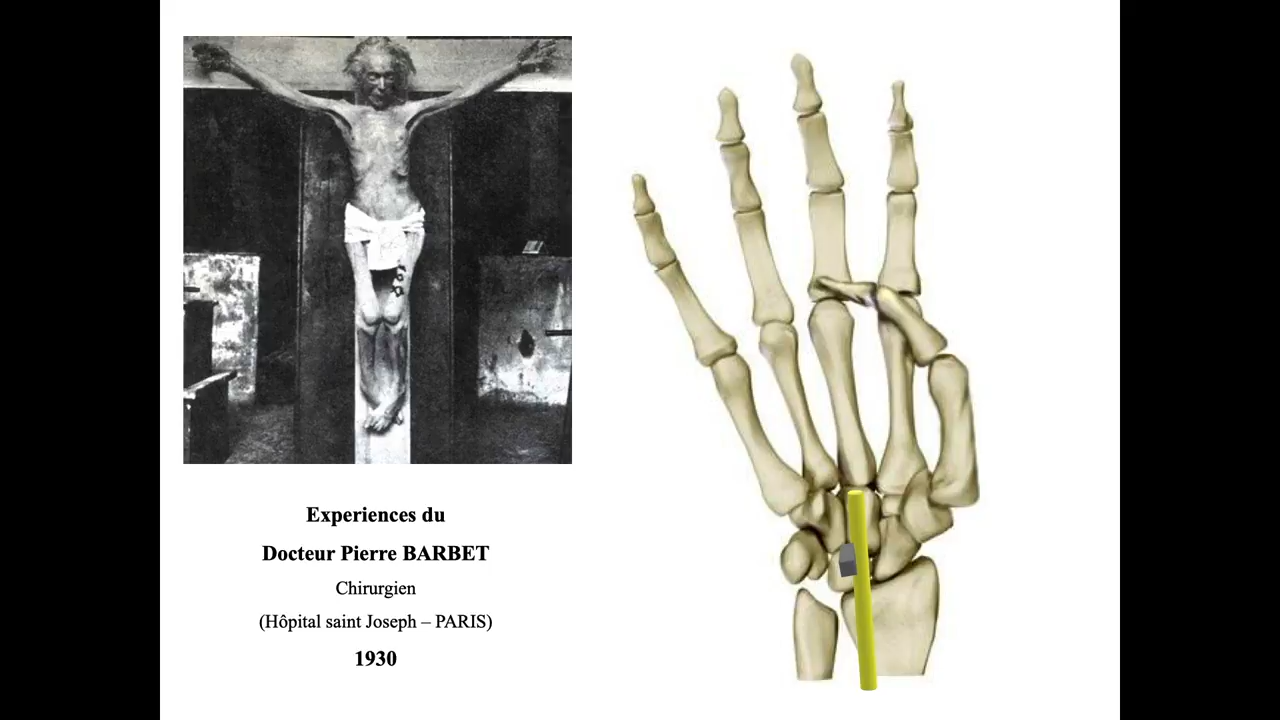 Experiences du
Docteur Pierre BARBET
Chirurgien
(Hôpital saint Joseph – PARIS)
1930